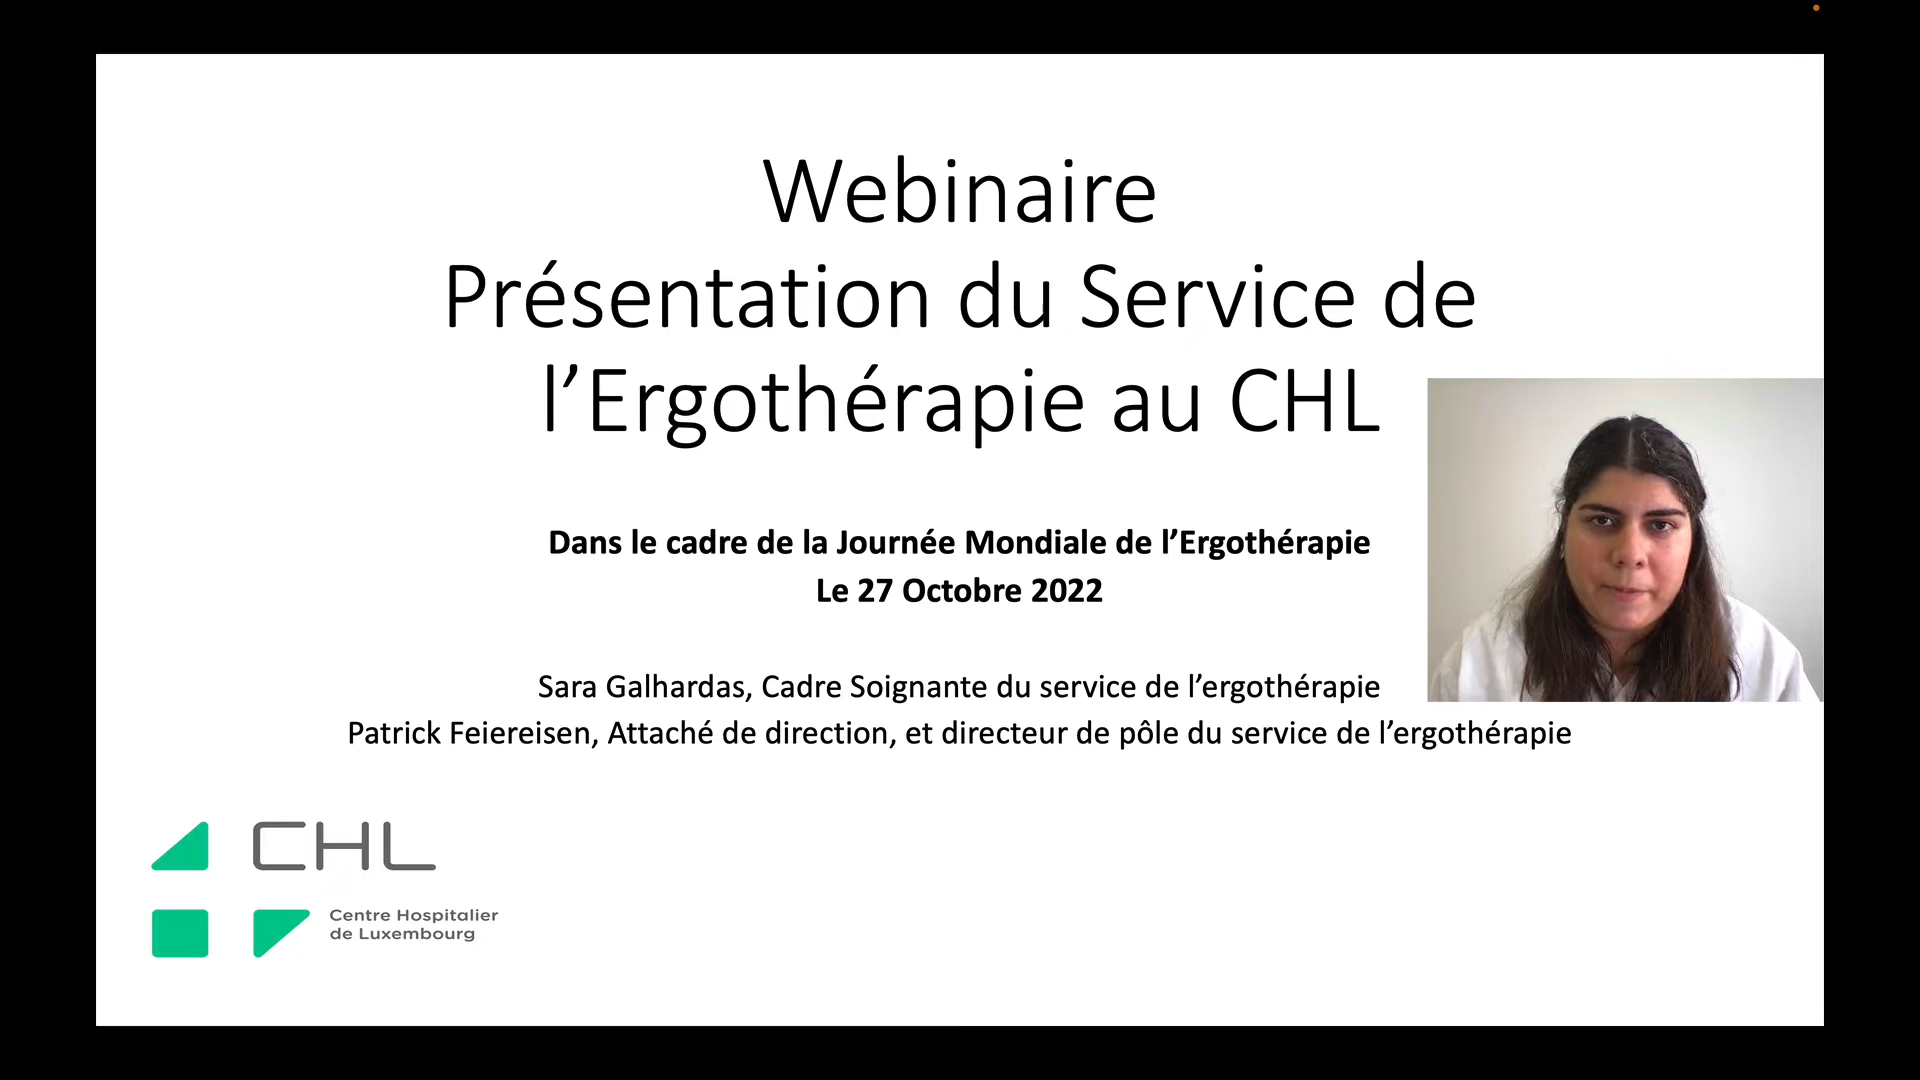 Webinaire
Présentation du Service de
l’Ergothérapie au CHL
Dans le cadre de la Journée Mondiale de l’Ergothérapie
Le 27 Octobre 2022
Sara Galhardas, Cadre Soignante du service de l’ergothérapie
Patrick Feiereisen, Attaché de direction, et directeur de pôle du service de l’ergothérapie
CHL
Centre Hospitalier
de Luxembourg